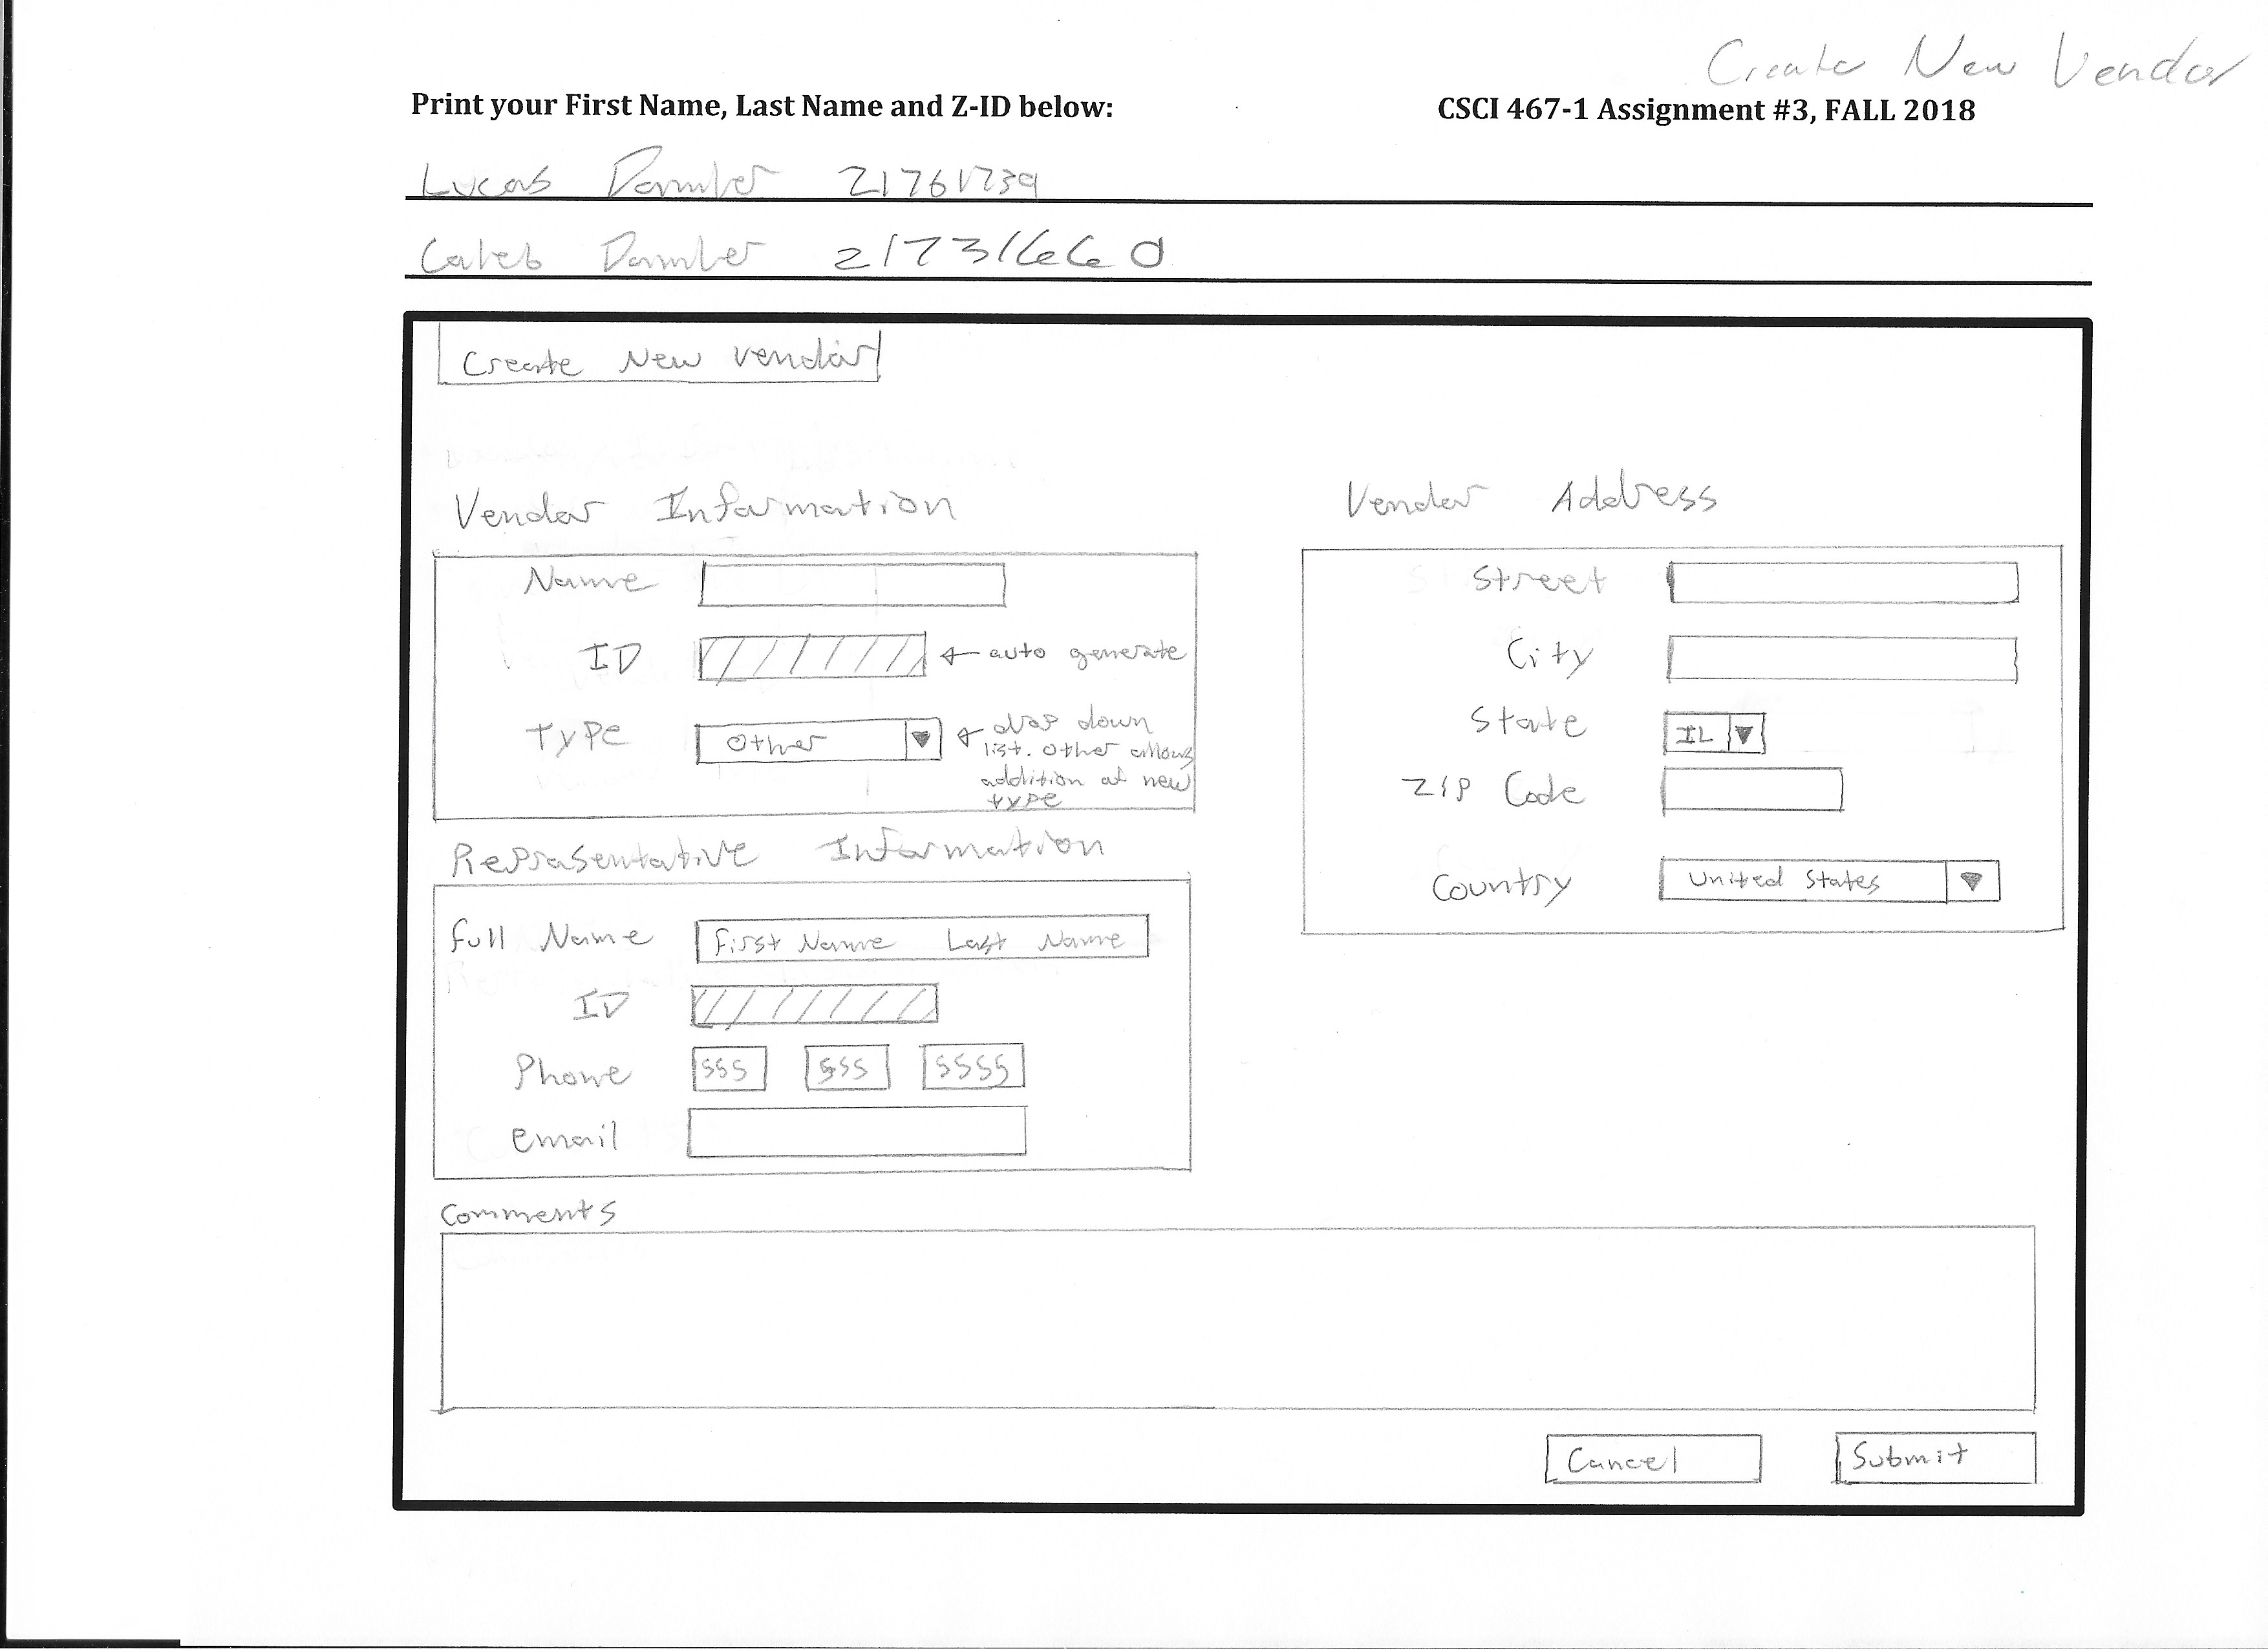 Create New Vendor
Print your First Name, Last Name and Z-ID below:
CSCI 467-1 Assignment #3, FALL 2018
Lucas Z1761739
Caleb Z1731660
Create New Vendor
Vendor Information
Name
ID ← auto generate
Type Other ← drop down
list. Other allows
addition of new
type
Vendor Address
Street
City
State IL
ZIP Code
Country United States
Representative Information
Full Name First Name Last Name
ID
Phone 555 555 5555
email
Comments
Cancel Submit